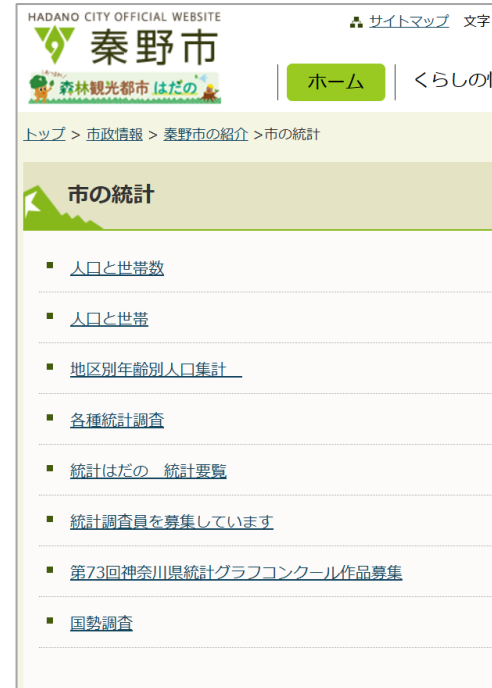 HADANO CITY OFFICIAL WEBSITE
秦野市
森林観光都市 はだの
サイトマップ 文字
ホーム くらしの
トップ > 市政情報 > 秦野市の紹介 >市の統計
市の統計
人口と世帯数
人口と世帯
地区別年齢別人口集計
各種統計調査
統計はだの 統計要覧
統計調査員を募集しています
第73回神奈川県統計グラフコンクール作品募集
国勢調査